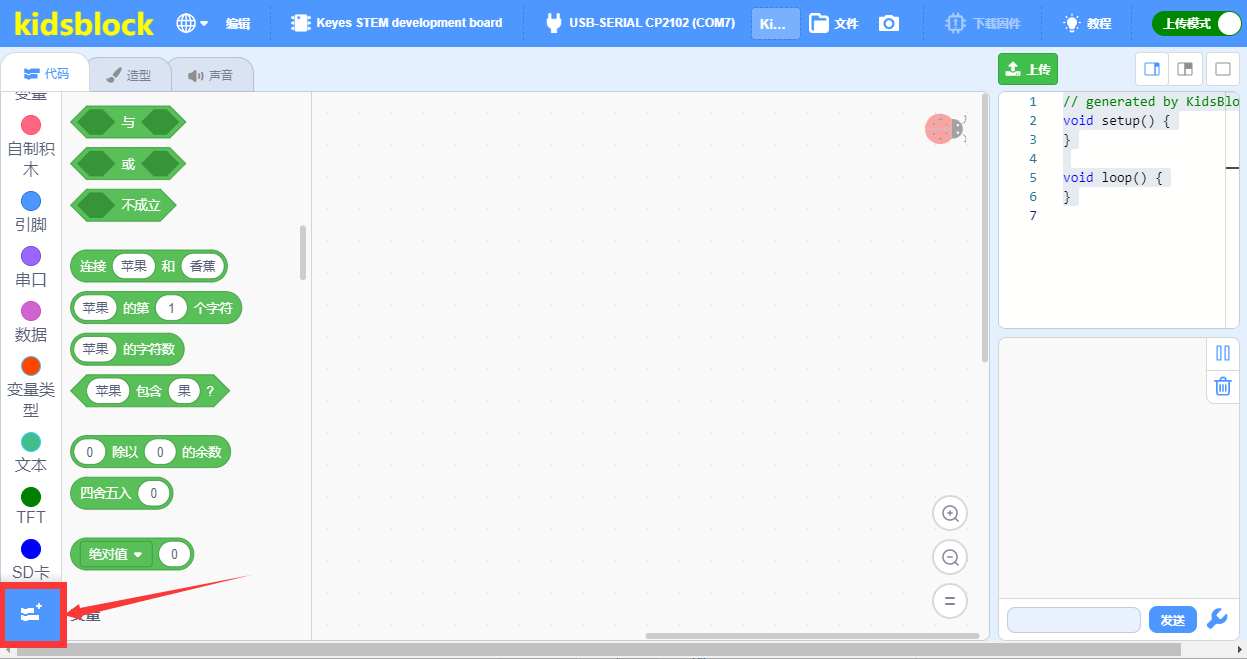 kidsblock
编辑
Keyes STEM development board
USB-SERIAL CP2102 (COM7)
Ki...
文件
下载固件
教程
上传模式
代码
造型
声音
上传
变量
自制积
木
引脚
串口
数据
变量类
型
文本
TFT
SD卡
与
或
不成立
连接 苹果 和 香蕉
苹果 的第 1 个字符
苹果 的字符数
苹果 包含 果 ?
0 除以 0 的余数
四舍五入 0
绝对值 0
变量
1 // generated by KidsBlo
2 void setup() {
3 }
4
5 void loop() {
6 }
7
发送